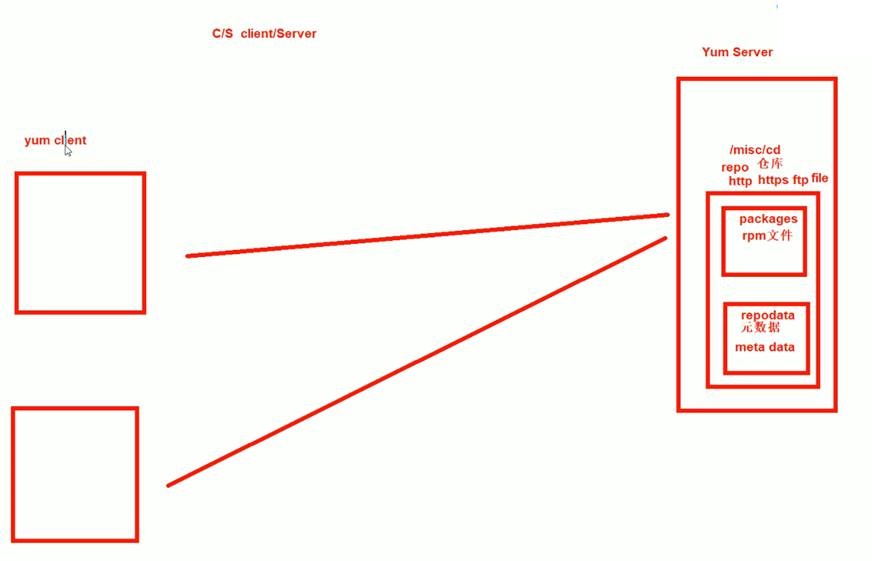 C/S client/Server
Yum Server
yum client
/misc/cd
repo 仓库
http https ftp file
packages
rpm文件
repodata
元数据
meta data